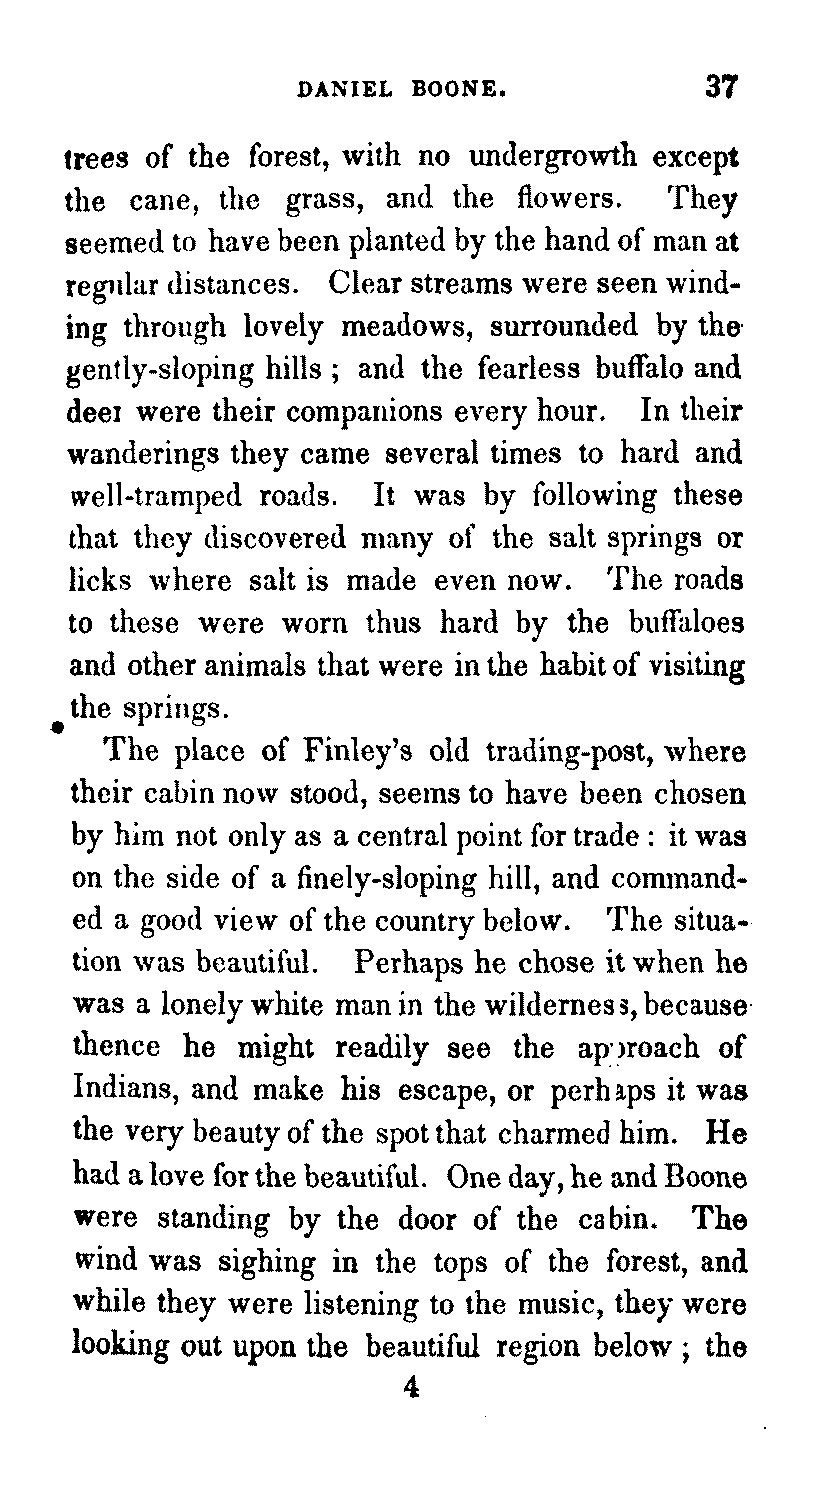 DANIEL BOONE. 37
trees of the forest, with no undergrowth except
the cane, the grass, and the flowers. They
seemed to have been planted by the hand of man at
regular distances. Clear streams were seen wind-
ing through lovely meadows, surrounded by the
gently-sloping hills ; and the fearless buffalo and
deer were their companions every hour. In their
wanderings they came several times to hard and
well-tramped roads. It was by following these
that they discovered many of the salt springs or
licks where salt is made even now. The roads
to these were worn thus hard by the buffaloes
and other animals that were in the habit of visiting
the springs.
The place of Finley's old trading-post, where
their cabin now stood, seems to have been chosen
by him not only as a central point for trade : it was
on the side of a finely-sloping hill, and command-
ed a good view of the country below. The situa-
tion was beautiful. Perhaps he chose it when he
was a lonely white man in the wilderness, because
thence he might readily see the approach of
Indians, and make his escape, or perhaps it was
the very beauty of the spot that charmed him. He
had a love for the beautiful. One day, he and Boone
were standing by the door of the cabin. The
wind was sighing in the tops of the forest, and
while they were listening to the music, they were
looking out upon the beautiful region below ; the
4